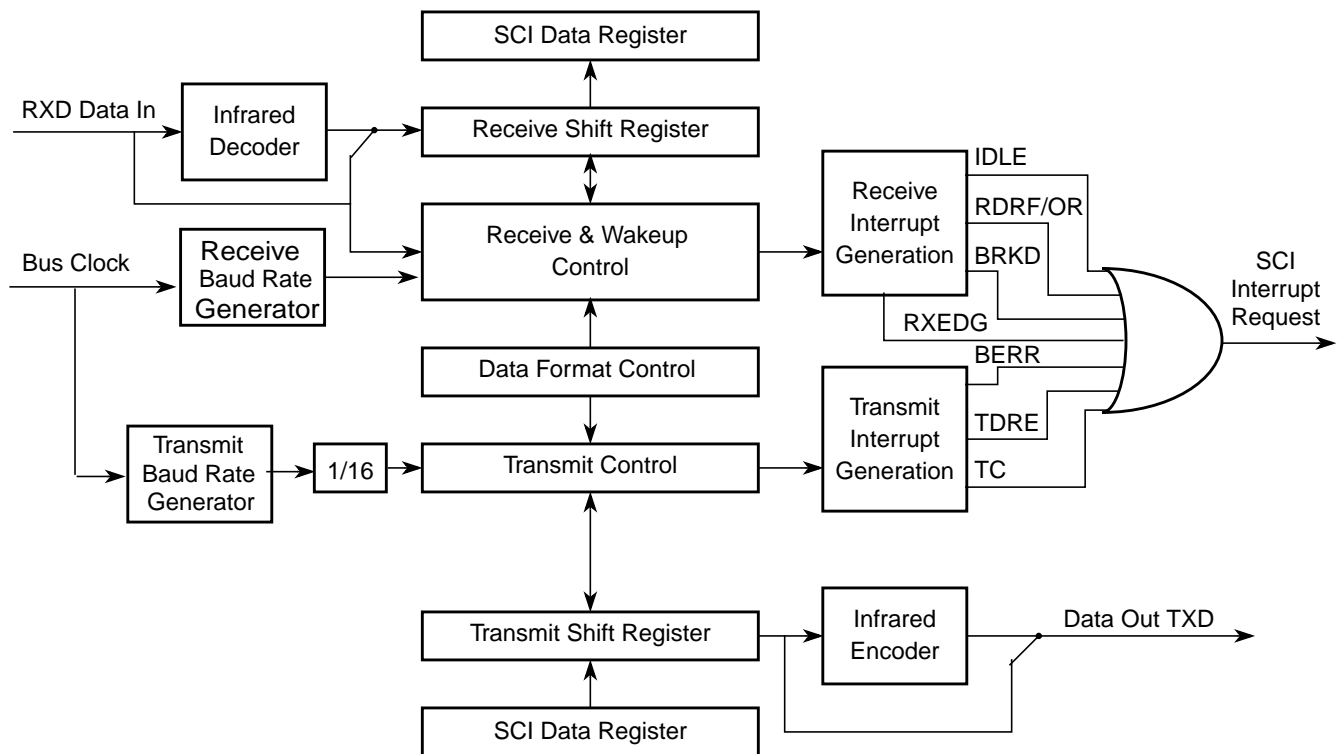 SCI Data Register
RXD Data In
Infrared
Decoder
Receive Shift Register
IDLE
Receive
Interrupt
Generation
RDRF/OR
BRKD
RXEDG
Receive & Wakeup
Control
Bus Clock
Receive
Baud Rate
Generator
SCI
Interrupt
Request
Data Format Control
BERR
Transmit
Interrupt
Generation
TDRE
TC
Transmit
Baud Rate
Generator
1/16
Transmit Control
Transmit Shift Register
Infrared
Encoder
Data Out TXD
SCI Data Register